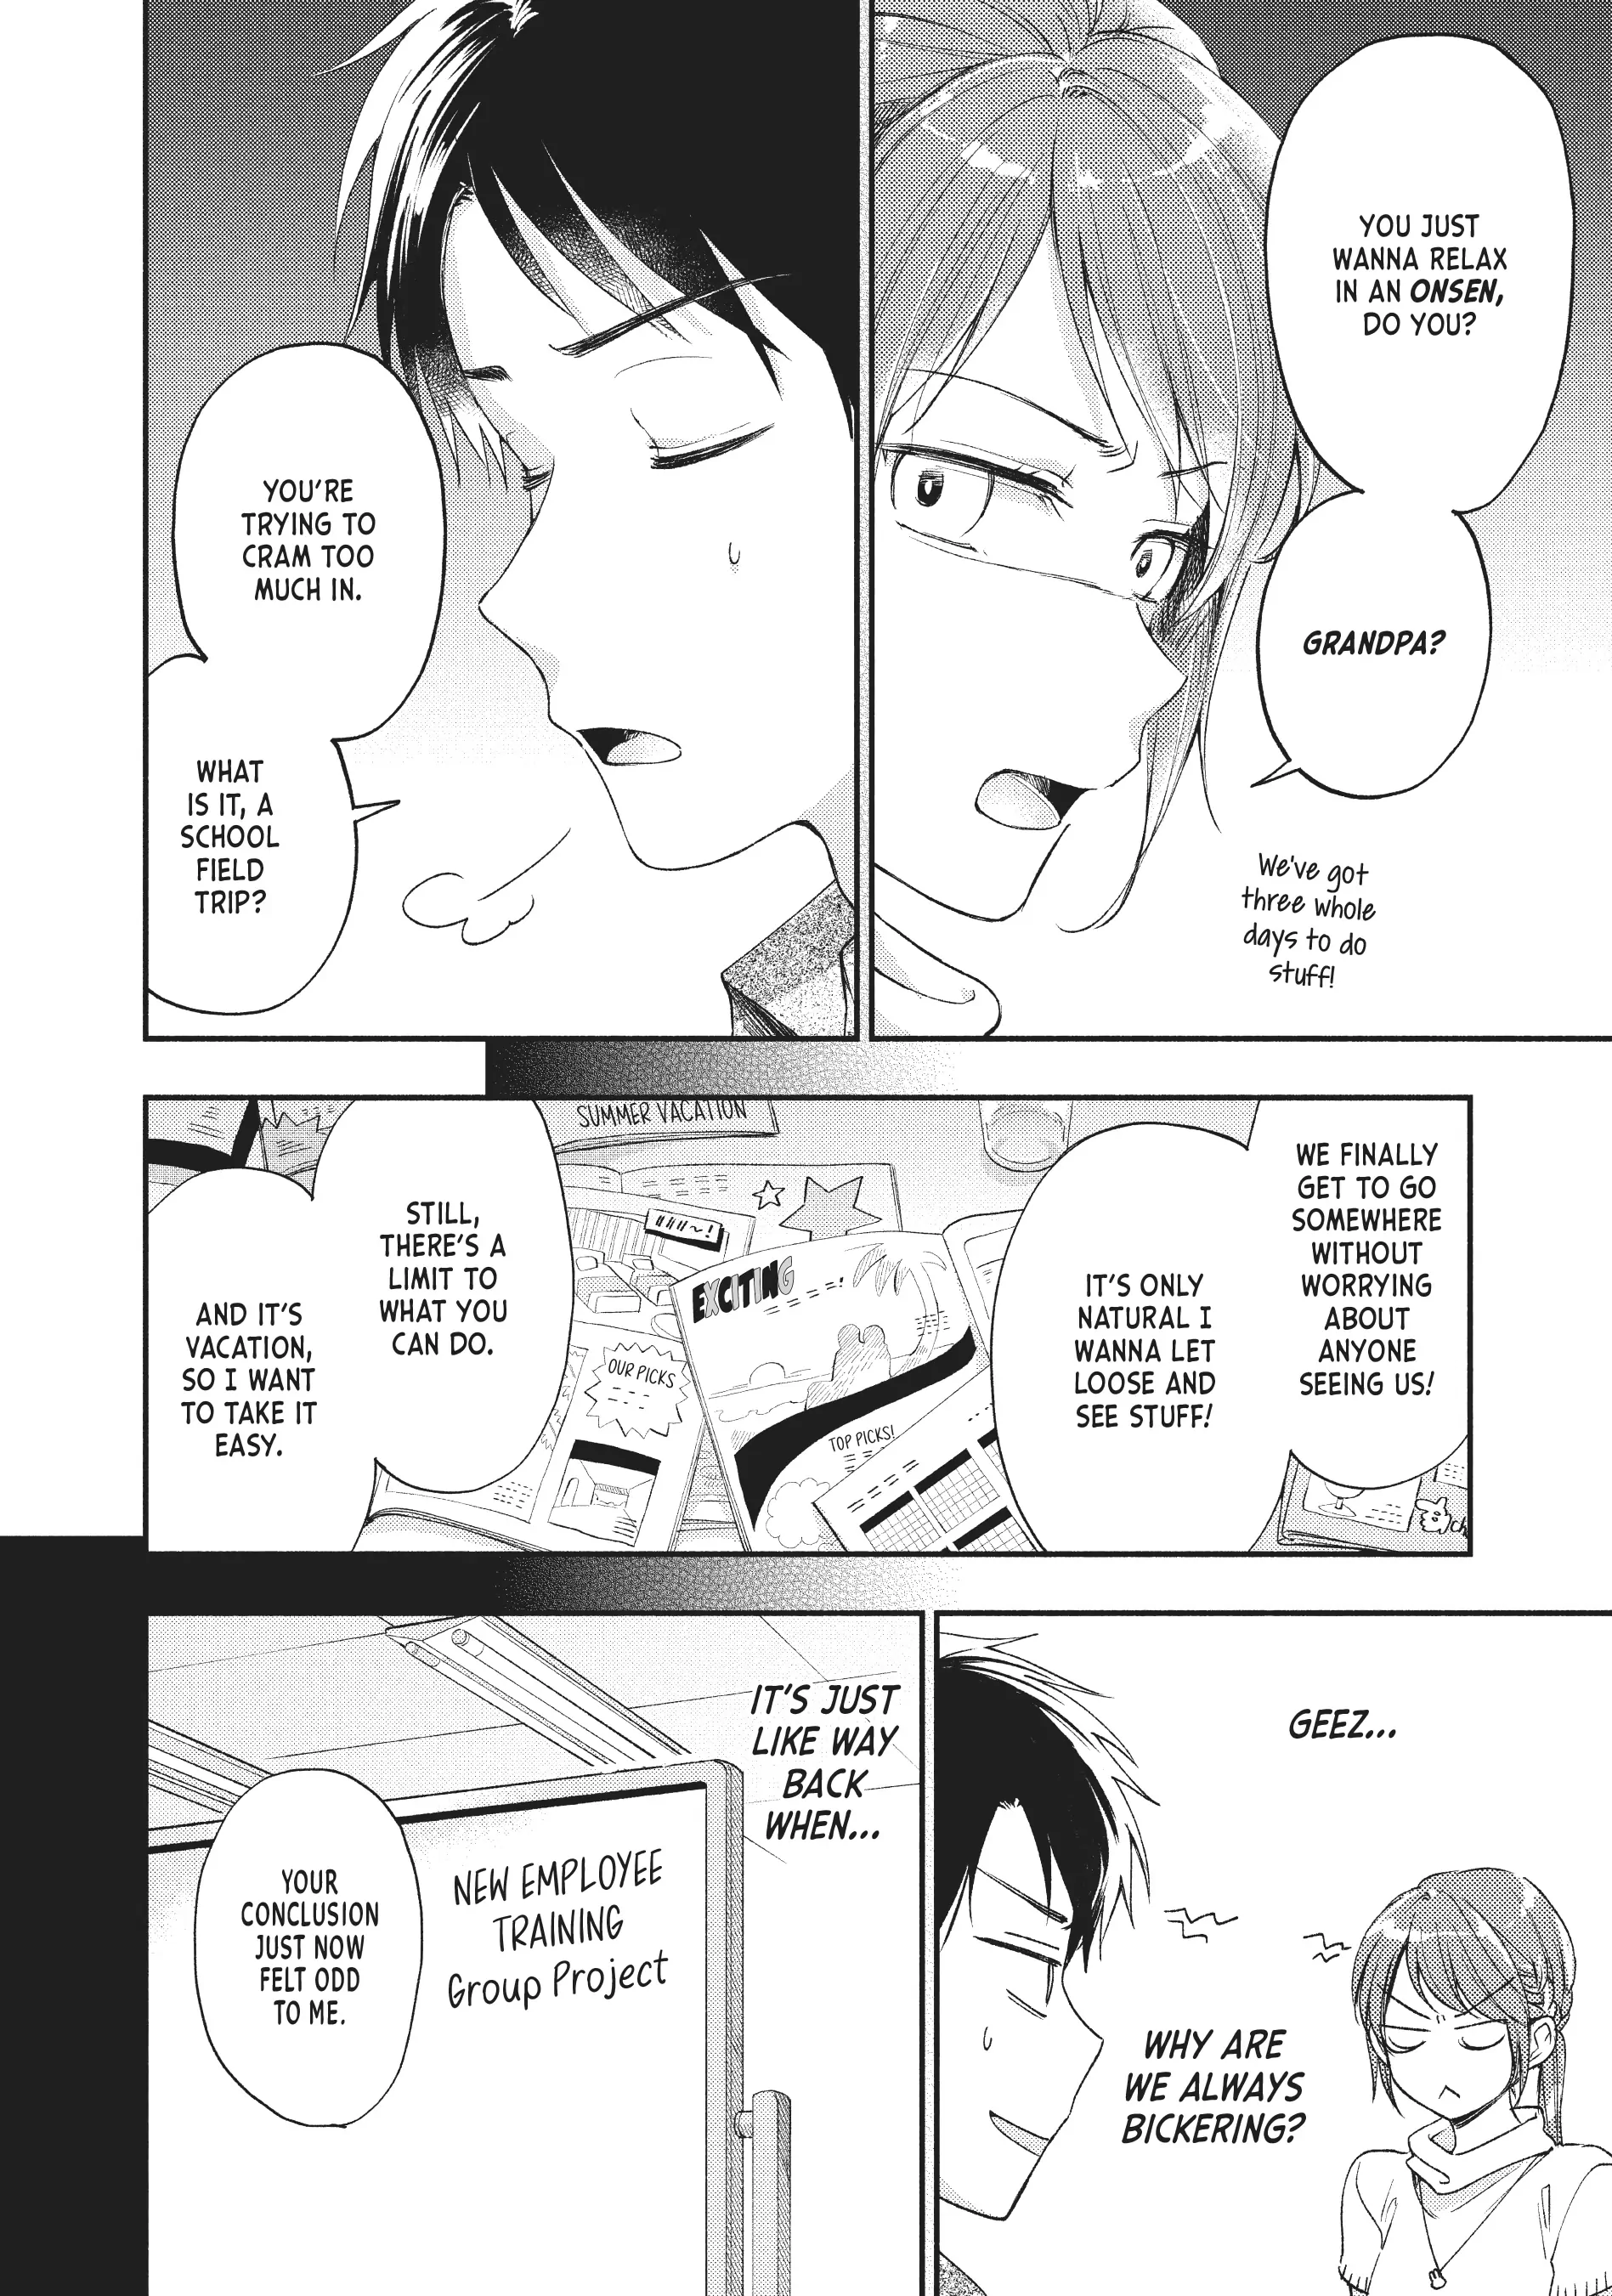 YOU JUST
WANNA RELAX
IN AN ONSEN,
DO YOU?
GRANDPA?
We've got
three whole
days to do
stuff!
YOU'RE
TRYING TO
CRAM TOO
MUCH IN.
WHAT
IS IT, A
SCHOOL
FIELD
TRIP?
WE FINALLY
GET TO GO
SOMEWHERE
WITHOUT
WORRYING
ABOUT
ANYONE
SEEING US!
IT'S ONLY
NATURAL I
WANNA LET
LOOSE AND
SEE STUFF!
SUMMER VACATION
EXCITING
OUR PICKS
TOP PICKS!
STILL,
THERE'S A
LIMIT TO
WHAT YOU
CAN DO.
AND IT'S
VACATION,
SO I WANT
TO TAKE IT
EASY.
GEEZ...
WHY ARE
WE ALWAYS
BICKERING?
IT'S JUST
LIKE WAY
BACK
WHEN...
NEW EMPLOYEE
TRAINING
Group Project
YOUR
CONCLUSION
JUST NOW
FELT ODD
TO ME.